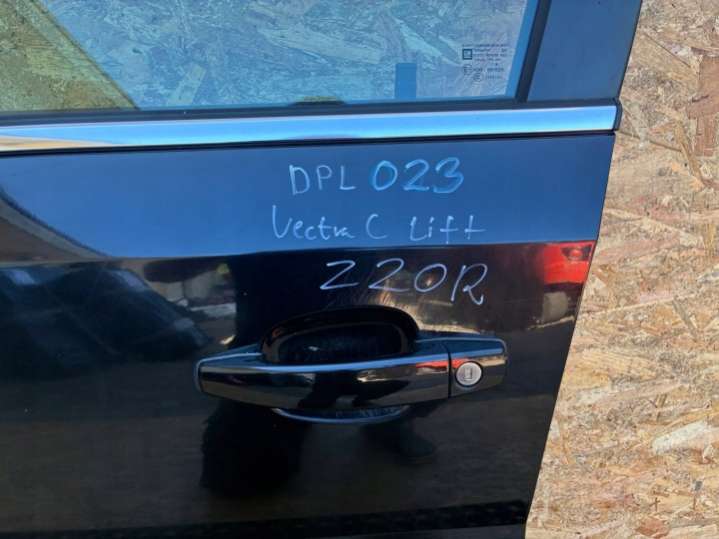 DPL 023
Vectra C Lift
Z20R